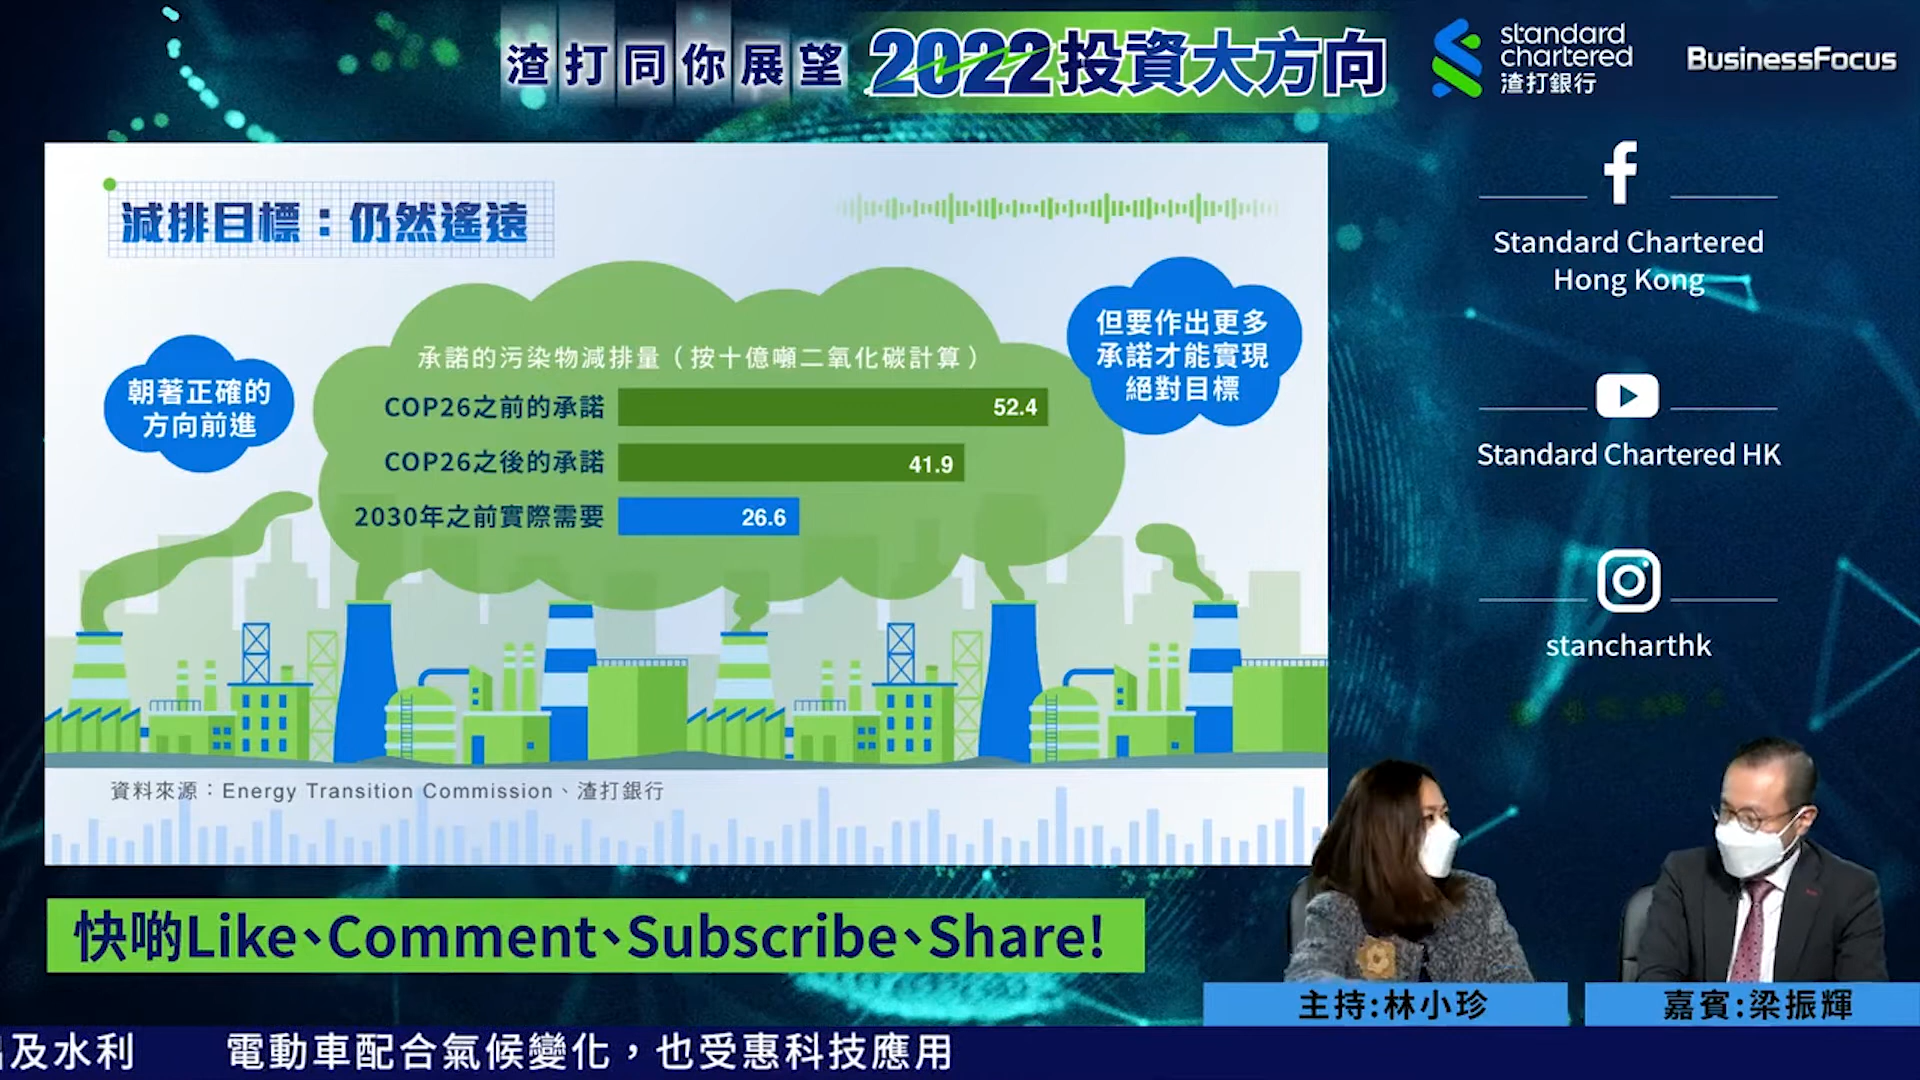 渣打同你展望 2022投資大方向
standard
chartered
渣打銀行
BusinessFocus
減排目標：仍然遙遠
朝著正確的
方向前進
承諾的污染物減排量（按十億噸二氧化碳計算）
COP26之前的承諾 52.4
COP26之後的承諾 41.9
2030年之前實際需要 26.6
但要作出更多
承諾才能實現
絕對目標
資料來源：Energy Transition Commission、渣打銀行
Standard Chartered
Hong Kong
Standard Chartered HK
stancharthk
快啲Like、Comment、Subscribe、Share!
主持:林小珍
嘉賓:梁振輝
及水利 電動車配合氣候變化，也受惠科技應用